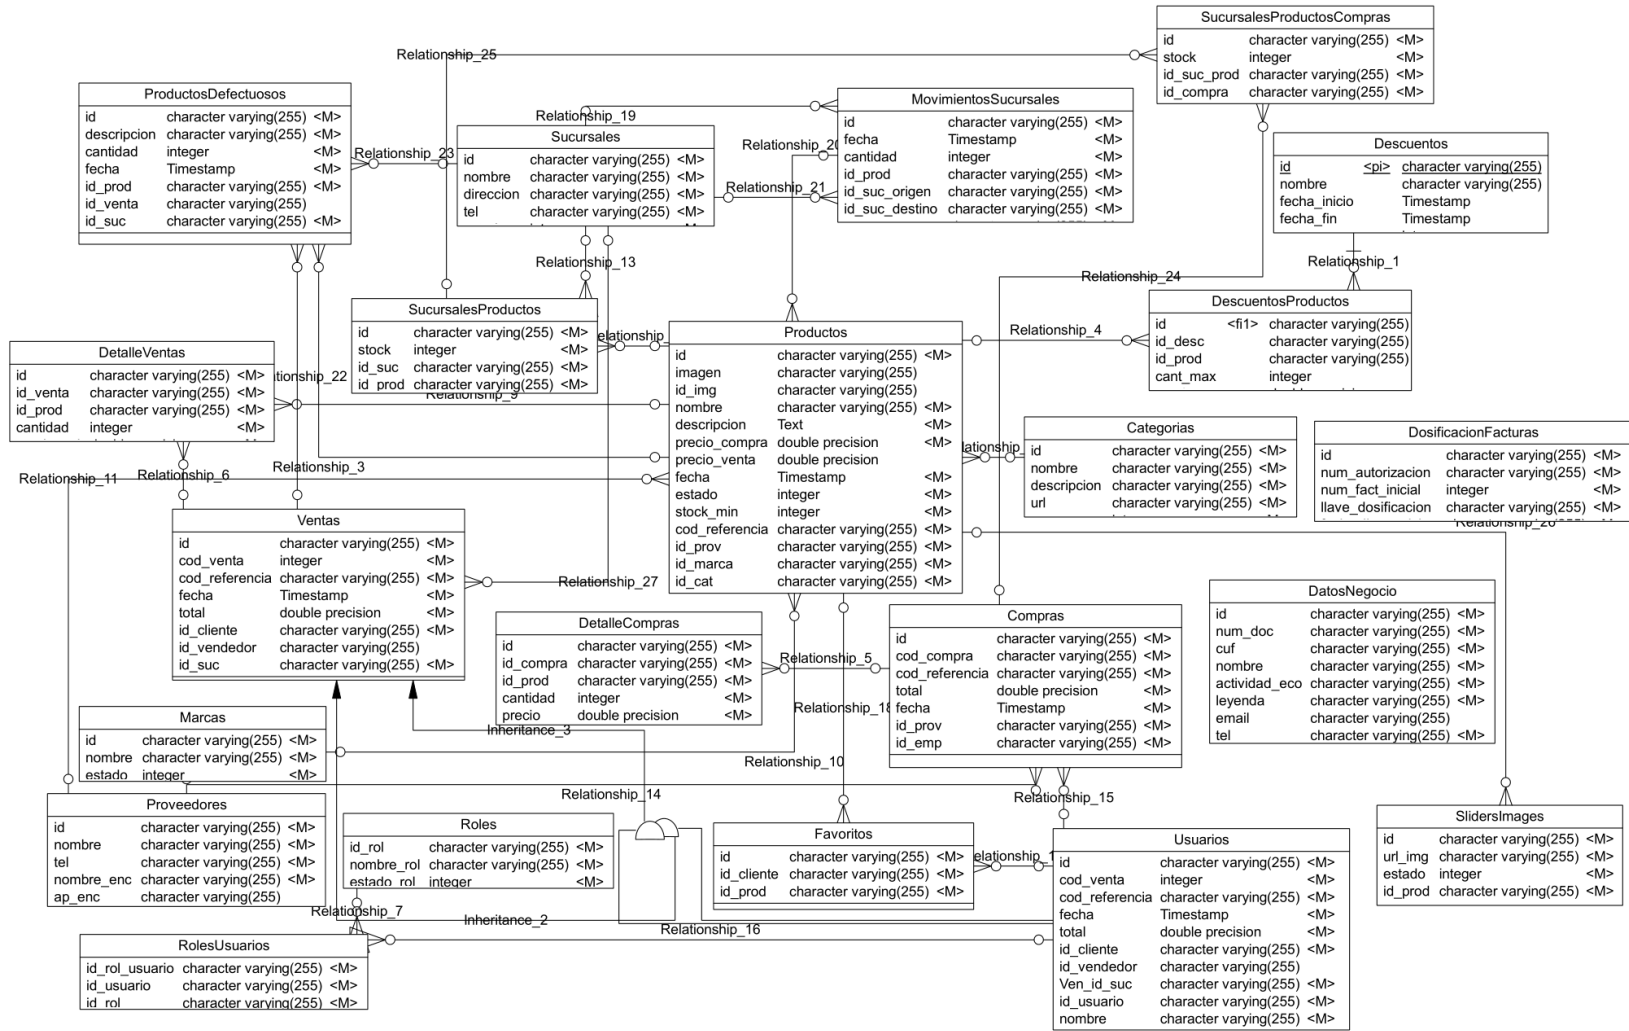 SucursalesProductosCompras
id character varying(255) <M>
stock integer <M>
id_suc_prod character varying(255) <M>
id_compra character varying(255) <M>
Relationship_25
ProductosDefectuosos
id character varying(255) <M>
descripcion character varying(255) <M>
cantidad integer <M>
fecha Timestamp <M>
id_prod character varying(255) <M>
id_venta character varying(255)
id_suc character varying(255) <M>
Relationship_19
Relationship_23
Sucursales
id character varying(255) <M>
nombre character varying(255) <M>
direccion character varying(255) <M>
tel character varying(255) <M>
MovimientosSucursales
id character varying(255) <M>
fecha Timestamp <M>
cantidad integer <M>
id_prod character varying(255) <M>
id_suc_origen character varying(255) <M>
id_suc_destino character varying(255) <M>
Relationship_20
Relationship_21
Descuentos
id <pi> character varying(255)
nombre character varying(255)
fecha_inicio Timestamp
fecha_fin Timestamp
Relationship_13
Relationship_24
Relationship_1
SucursalesProductos
id character varying(255) <M>
stock integer <M>
id_suc character varying(255) <M>
id_prod character varying(255) <M>
elationship_
DescuentosProductos
id <fi1> character varying(255)
id_desc character varying(255)
id_prod character varying(255)
cant_max integer
Relationship_4
Productos
id character varying(255) <M>
imagen character varying(255)
id_img character varying(255)
nombre character varying(255) <M>
descripcion Text <M>
precio_compra double precision <M>
precio_venta double precision
fecha Timestamp <M>
estado integer <M>
stock_min integer <M>
cod_referencia character varying(255) <M>
id_prov character varying(255) <M>
id_marca character varying(255) <M>
id_cat character varying(255) <M>
DetalleVentas
id character varying(255) <M>
id_venta character varying(255) <M>
id_prod character varying(255) <M>
cantidad integer <M>
ationship_22
Relationship_9
Categorias
id character varying(255) <M>
nombre character varying(255) <M>
descripcion character varying(255) <M>
url character varying(255) <M>
lationship_
DosificacionFacturas
id character varying(255) <M>
num_autorizacion character varying(255) <M>
num_fact_inicial integer <M>
llave_dosificacion character varying(255) <M>
Relationship_26
Relationship_11
Relationship_6
Relationship_3
Ventas
id character varying(255) <M>
cod_venta integer <M>
cod_referencia character varying(255) <M>
fecha Timestamp <M>
total double precision <M>
id_cliente character varying(255) <M>
id_vendedor character varying(255)
id_suc character varying(255) <M>
Relationship_27
DetalleCompras
id character varying(255) <M>
id_compra character varying(255) <M>
id_prod character varying(255) <M>
cantidad integer <M>
precio double precision <M>
Relationship_5
Compras
id character varying(255) <M>
cod_compra character varying(255) <M>
cod_referencia character varying(255) <M>
total double precision <M>
fecha Timestamp <M>
id_prov character varying(255) <M>
id_emp character varying(255) <M>
DatosNegocio
id character varying(255) <M>
num_doc character varying(255) <M>
cuf character varying(255) <M>
nombre character varying(255) <M>
actividad_eco character varying(255) <M>
leyenda character varying(255) <M>
email character varying(255)
tel character varying(255) <M>
Relationship_18
Marcas
id character varying(255) <M>
nombre character varying(255) <M>
estado integer <M>
Inheritance_3
Relationship_10
Relationship_14
Relationship_15
Proveedores
id character varying(255) <M>
nombre character varying(255) <M>
tel character varying(255) <M>
nombre_enc character varying(255) <M>
ap_enc character varying(255)
Roles
id_rol character varying(255) <M>
nombre_rol character varying(255) <M>
estado_rol integer <M>
Favoritos
id character varying(255) <M>
id_cliente character varying(255) <M>
id_prod character varying(255) <M>
elationship_1
Usuarios
id character varying(255) <M>
cod_venta integer <M>
cod_referencia character varying(255) <M>
fecha Timestamp <M>
total double precision <M>
id_cliente character varying(255) <M>
id_vendedor character varying(255)
Ven_id_suc character varying(255) <M>
id_usuario character varying(255) <M>
nombre character varying(255) <M>
SlidersImages
id character varying(255) <M>
url_img character varying(255) <M>
estado integer <M>
id_prod character varying(255) <M>
Relationship_7
Inheritance_2
Relationship_16
RolesUsuarios
id_rol_usuario character varying(255) <M>
id_usuario character varying(255) <M>
id_rol character varying(255) <M>